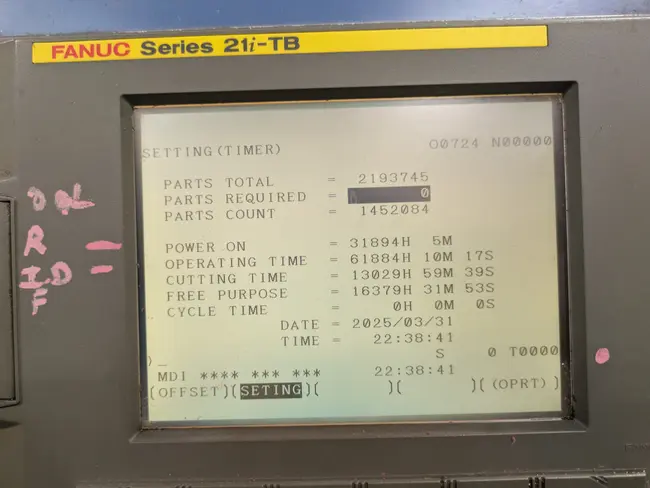 FANUC Series 21i-TB
SETTING(TIMER) O0724 N00000
PARTS TOTAL = 2193745
PARTS REQUIRED = 0
PARTS COUNT = 1452084
POWER ON = 31894H 5M
OPERATING TIME = 61884H 10M 17S
CUTTING TIME = 13029H 59M 39S
FREE PURPOSE = 16379H 31M 53S
CYCLE TIME = 0H 0M 0S
DATE = 2025/03/31
TIME = 22:38:41
)_ S 0 T0000
MDI **** *** *** 22:38:41
(OFFSET)(SETING)( )( )( (OPRT) )
R
I D
F